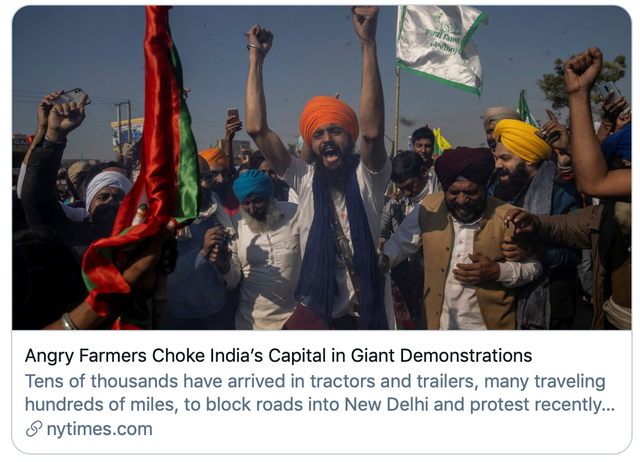 Angry Farmers Choke India's Capital in Giant Demonstrations
Tens of thousands have arrived in tractors and trailers, many traveling
hundreds of miles, to block roads into New Delhi and protest recently...
nytimes.com